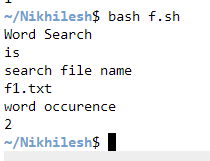 ~/Nikhilesh$ bash f.sh
Word Search
is
search file name
f1.txt
word occurence
2
~/Nikhilesh$